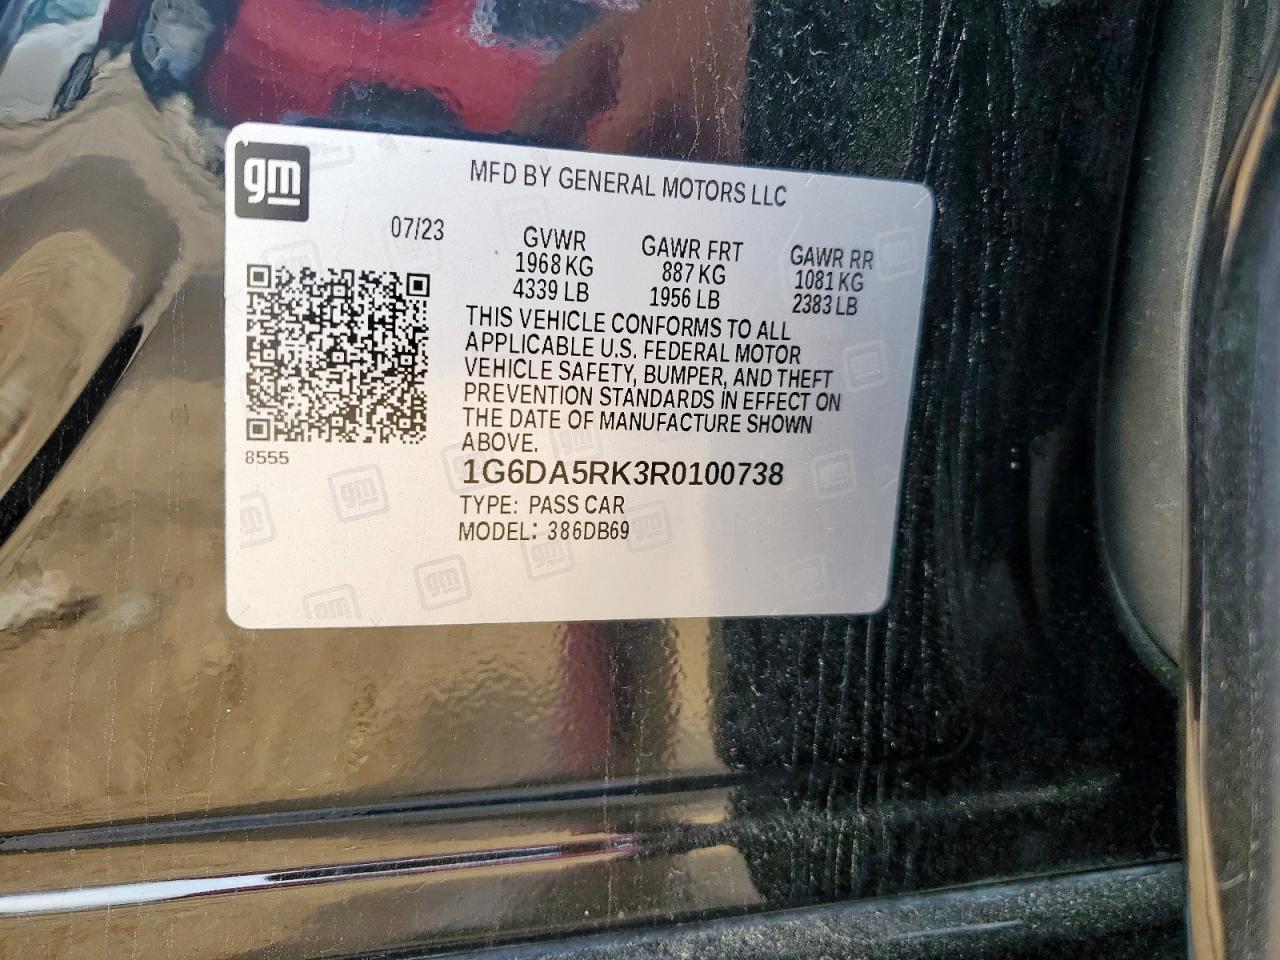 gm
MFD BY GENERAL MOTORS LLC
07/23
GVWR GAWR FRT GAWR RR
1968 KG 887 KG 1081 KG
4339 LB 1956 LB 2383 LB
THIS VEHICLE CONFORMS TO ALL
APPLICABLE U.S. FEDERAL MOTOR
VEHICLE SAFETY, BUMPER, AND THEFT
PREVENTION STANDARDS IN EFFECT ON
THE DATE OF MANUFACTURE SHOWN
ABOVE.
8555
1G6DA5RK3R0100738
TYPE: PASS CAR
MODEL: 386DB69